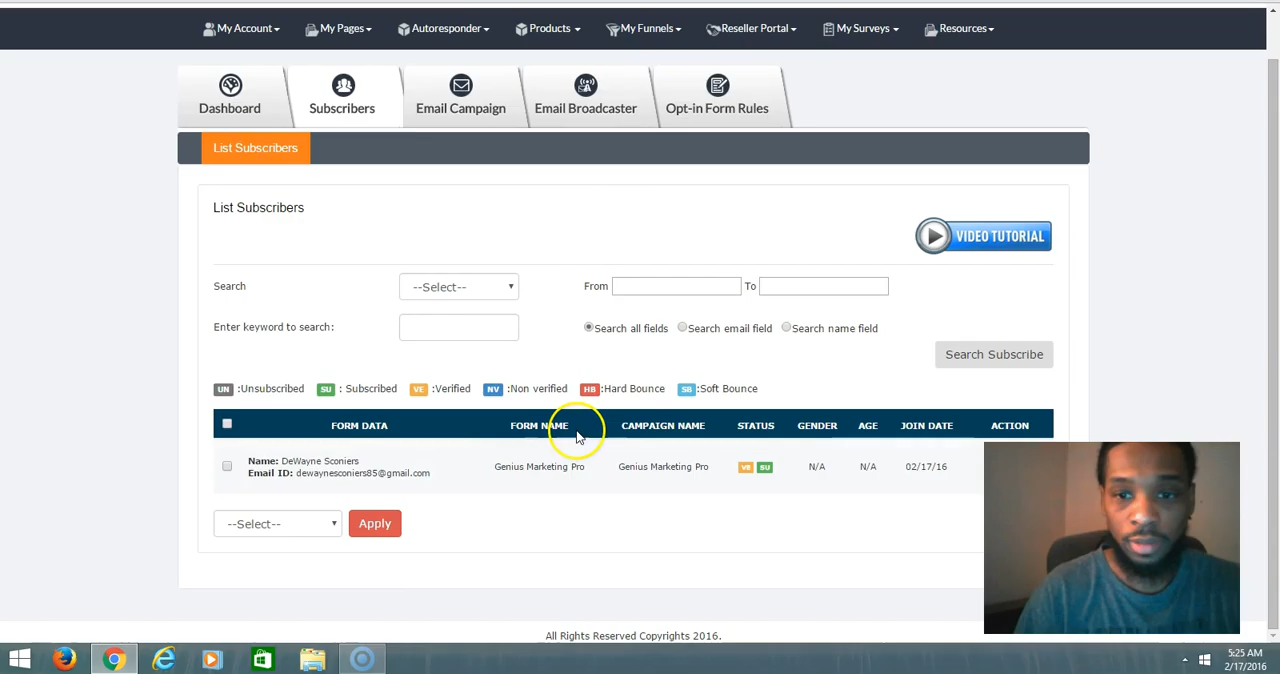 My Account My Pages Autoresponder Products My Funnels Reseller Portal My Surveys Resources
Dashboard Subscribers Email Campaign Email Broadcaster Opt-in Form Rules
List Subscribers
List Subscribers
VIDEO TUTORIAL
Search --Select-- From To
Enter keyword to search: Search all fields Search email field Search name field
Search Subscribe
UN :Unsubscribed SU : Subscribed VE :Verified NV :Non verified HB :Hard Bounce SB :Soft Bounce
FORM DATA FORM NAME CAMPAIGN NAME STATUS GENDER AGE JOIN DATE ACTION
Name: DeWayne Sconiers
Email ID: dewaynesconiers85@gmail.com
Genius Marketing Pro Genius Marketing Pro VE SU N/A N/A 02/17/16
--Select-- Apply
All Rights Reserved Copyrights 2016.
5:25 AM
2/17/2016